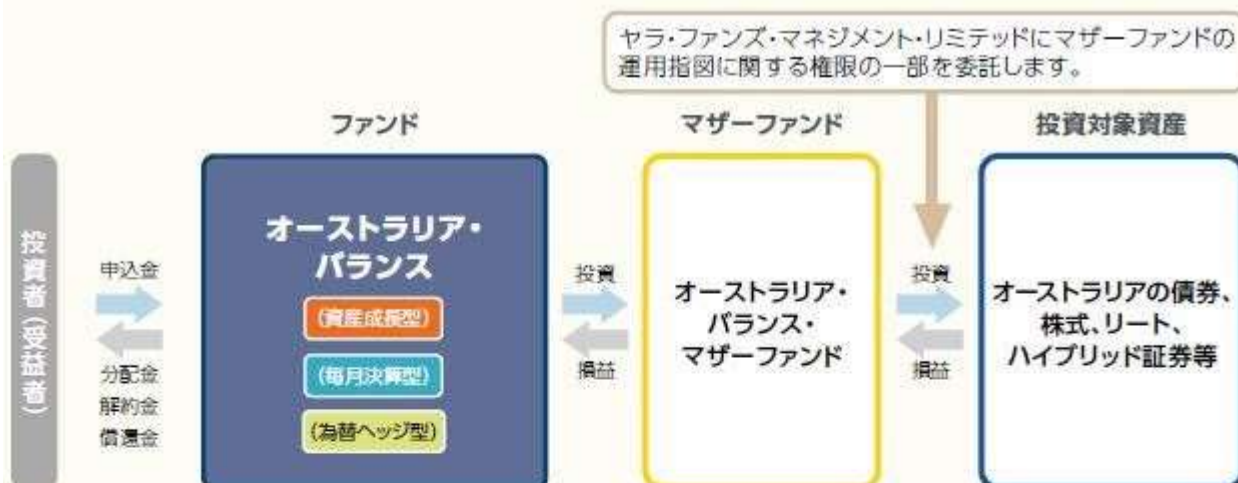 ヤラ・ファンズ・マネジメント・リミテッドにマザーファンドの
運用指図に関する権限の一部を委託します。
ファンド
マザーファンド
投資対象資産
投資者(受益者)
申込金
分配金
解約金
償還金
オーストラリア・
バランス
(資産成長型)
(毎月決算型)
(為替ヘッジ型)
投資
損益
オーストラリア・
バランス・
マザーファンド
投資
損益
オーストラリアの債券、
株式、リート、
ハイブリッド証券等